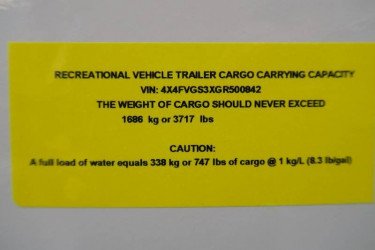 RECREATIONAL VEHICLE TRAILER CARGO CARRYING CAPACITY
VIN: 4X4FVGS3XGR500842
THE WEIGHT OF CARGO SHOULD NEVER EXCEED
1686 kg or 3717 lbs
CAUTION:
A full load of water equals 338 kg or 747 lbs of cargo @ 1 kg/L (8.3 lb/gal)